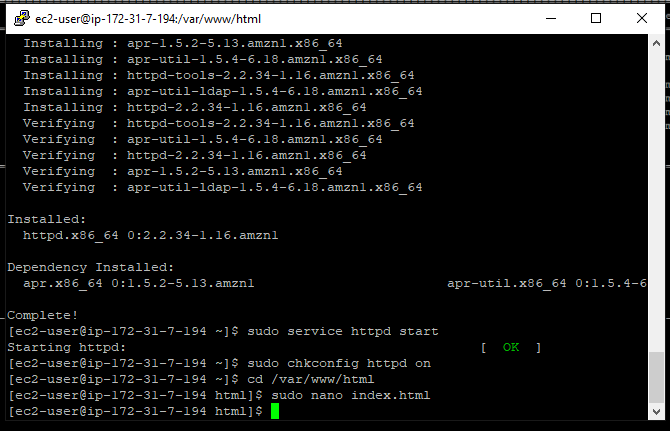 ec2-user@ip-172-31-7-194:/var/www/html
Installing : apr-1.5.2-5.13.amzn1.x86_64
Installing : apr-util-1.5.4-6.18.amzn1.x86_64
Installing : httpd-tools-2.2.34-1.16.amzn1.x86_64
Installing : apr-util-ldap-1.5.4-6.18.amzn1.x86_64
Installing : httpd-2.2.34-1.16.amzn1.x86_64
Verifying  : httpd-tools-2.2.34-1.16.amzn1.x86_64
Verifying  : apr-util-1.5.4-6.18.amzn1.x86_64
Verifying  : httpd-2.2.34-1.16.amzn1.x86_64
Verifying  : apr-1.5.2-5.13.amzn1.x86_64
Verifying  : apr-util-ldap-1.5.4-6.18.amzn1.x86_64
Installed:
httpd.x86_64 0:2.2.34-1.16.amzn1
Dependency Installed:
apr.x86_64 0:1.5.2-5.13.amzn1 apr-util.x86_64 0:1.5.4-6
Complete!
[ec2-user@ip-172-31-7-194 ~]$ sudo service httpd start
Starting httpd: [  OK  ]
[ec2-user@ip-172-31-7-194 ~]$ sudo chkconfig httpd on
[ec2-user@ip-172-31-7-194 ~]$ cd /var/www/html
[ec2-user@ip-172-31-7-194 html]$ sudo nano index.html
[ec2-user@ip-172-31-7-194 html]$